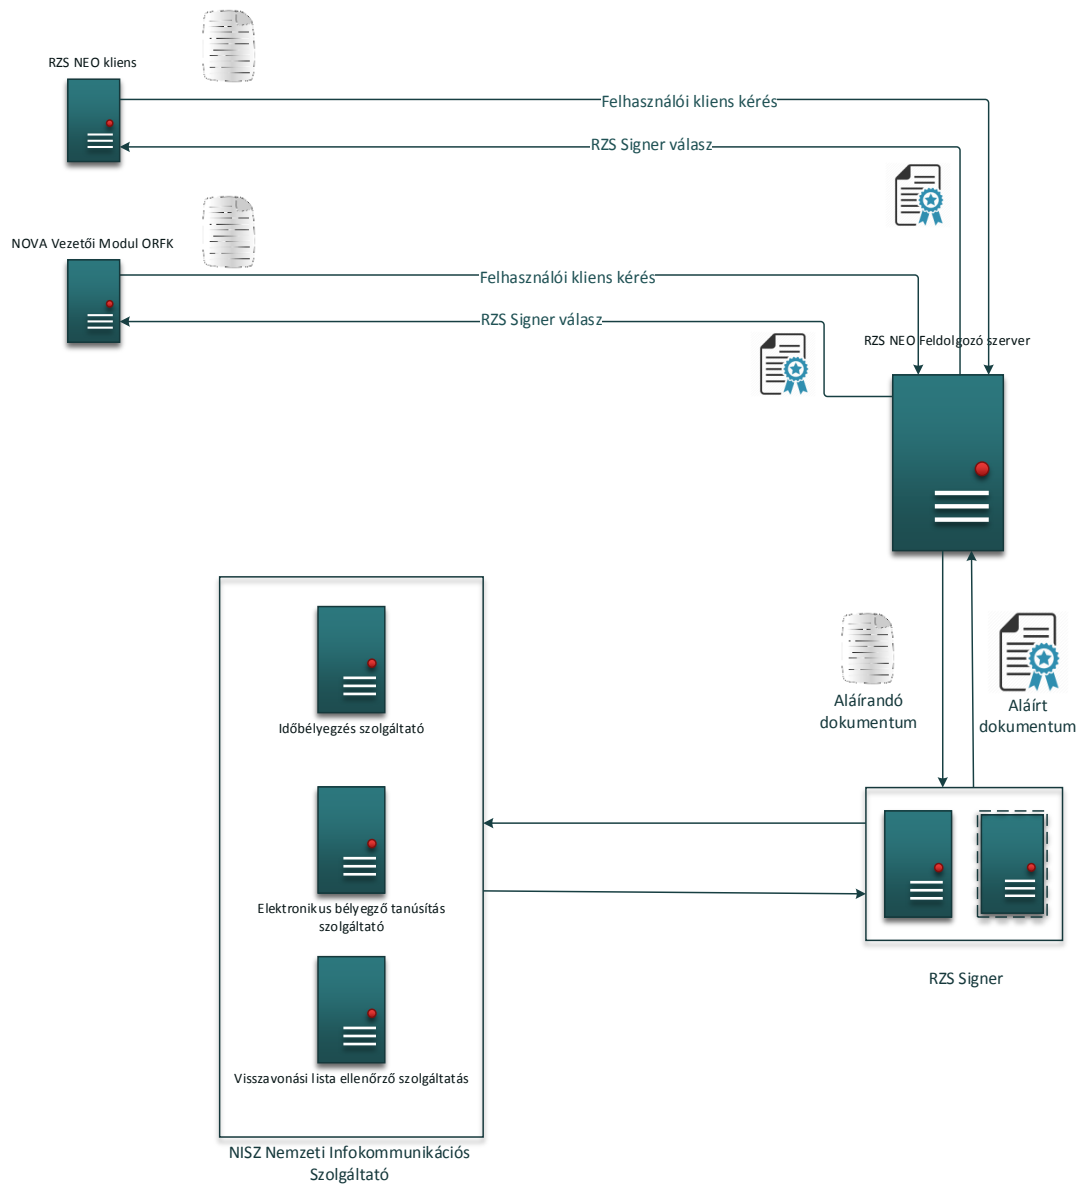 RZS NEO kliens
Felhasználói kliens kérés
RZS Signer válasz
NOVA Vezetői Modul ORFK
Felhasználói kliens kérés
RZS Signer válasz
RZS NEO Feldolgozó szerver
Aláírandó
dokumentum
Aláírt
dokumentum
Időbélyegzés szolgáltató
Elektronikus bélyegző tanúsítás
szolgáltató
RZS Signer
Visszavonási lista ellenőrző szolgáltatás
NISZ Nemzeti Infokommunikációs
Szolgáltató